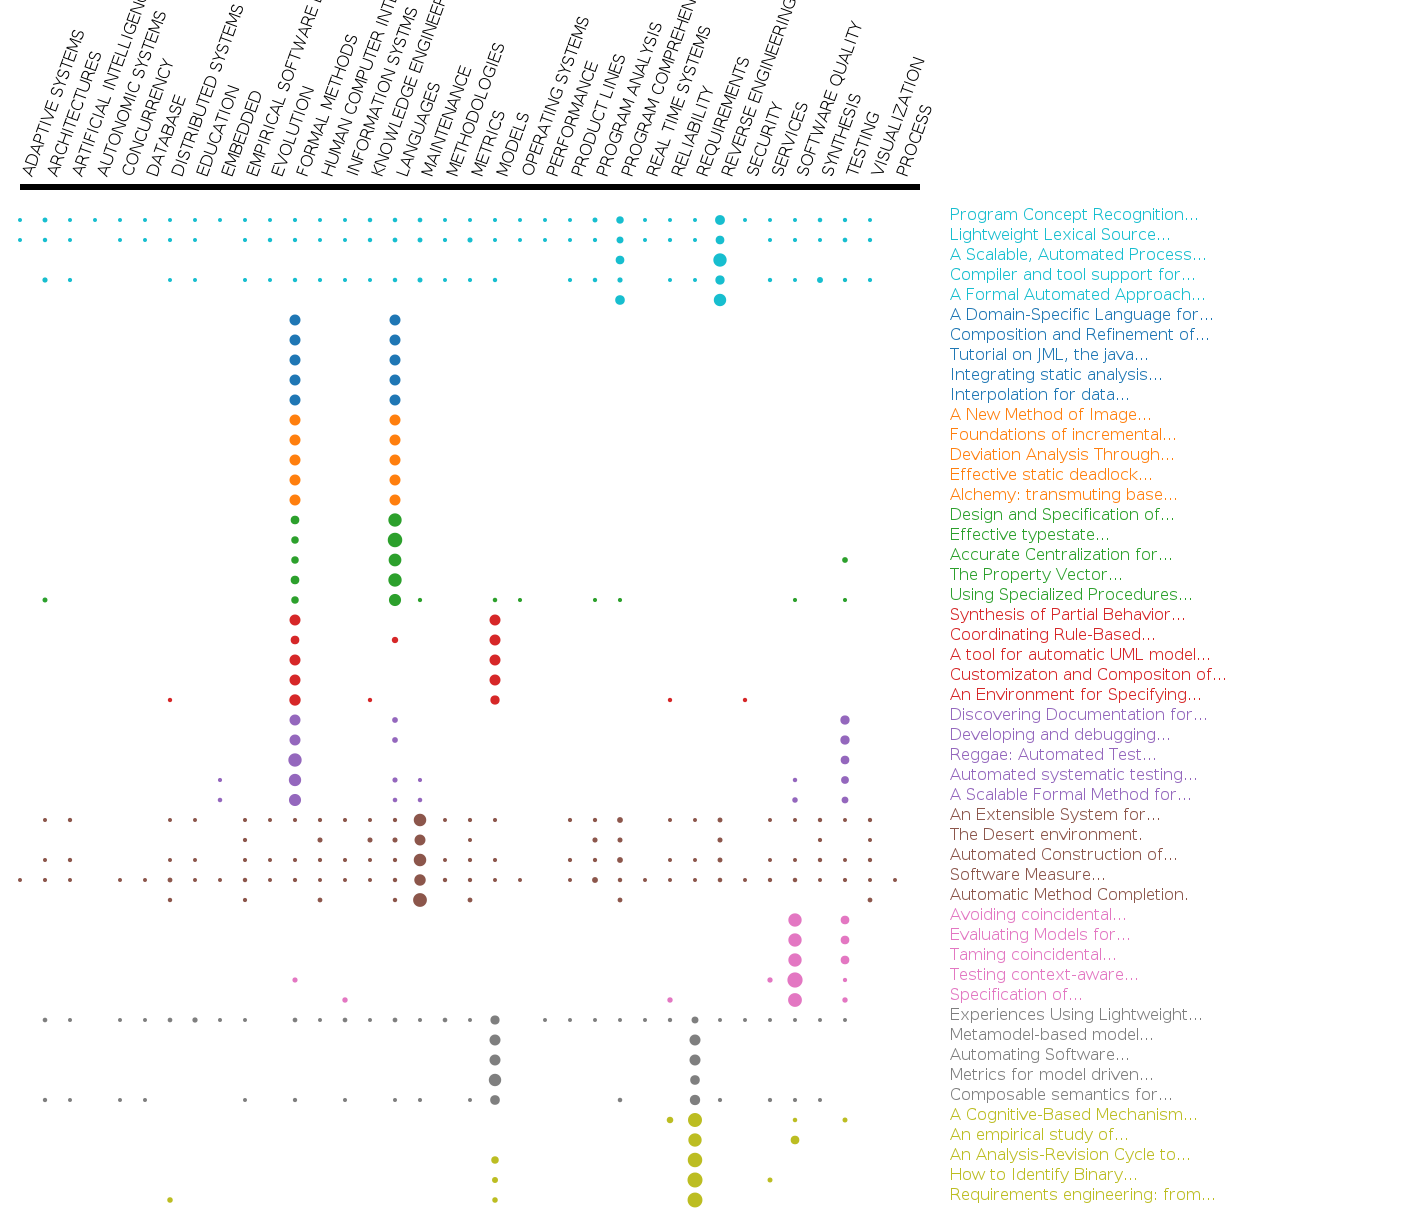 ADAPTIVE SYSTEMS
ARCHITECTURES
ARTIFICIAL
AUTONOMIC SYSTEMS
CONCURRENCY
DATABASE
DISTRIBUTED SYSTEMS
EDUCATION
EMBEDDED
EMPIRICAL SOFTWARE
EVOLUTION
FORMAL METHODS
HUMAN COMPUTER
INFORMATION SYSTMS
KNOWLEDGE
LANGUAGES
MAINTENANCE
METHODOLOGIES
METRICS
MODELS
OPERATING SYSTEMS
PERFORMANCE
PRODUCT LINES
PROGRAM ANALYSIS
PROGRAM
REAL TIME SYSTEMS
RELIABILITY
REQUIREMENTS
REVERSE ENGINEERING
SECURITY
SERVICES
SOFTWARE QUALITY
SYNTHESIS
TESTING
VISUALIZATION
PROCESS
Program Concept Recognition...
Lightweight Lexical Source...
A Scalable, Automated Process...
Compiler and tool support for...
A Formal Automated Approach...
A Domain-Specific Language for...
Composition and Refinement of...
Tutorial on JML, the java...
Integrating static analysis...
Interpolation for data...
A New Method of Image...
Foundations of incremental...
Deviation Analysis Through...
Effective static deadlock...
Alchemy: transmuting base...
Design and Specification of...
Effective typestate...
Accurate Centralization for...
The Property Vector...
Using Specialized Procedures...
Synthesis of Partial Behavior...
Coordinating Rule-Based...
A tool for automatic UML model...
Customizaton and Compositon of...
An Environment for Specifying...
Discovering Documentation for...
Developing and debugging...
Reggae: Automated Test...
Automated systematic testing...
A Scalable Formal Method for...
An Extensible System for...
The Desert environment.
Automated Construction of...
Software Measure...
Automatic Method Completion.
Avoiding coincidental...
Evaluating Models for...
Taming coincidental...
Testing context-aware...
Specification of...
Experiences Using Lightweight...
Metamodel-based model...
Automating Software...
Metrics for model driven...
Composable semantics for...
A Cognitive-Based Mechanism...
An empirical study of...
An Analysis-Revision Cycle to...
How to Identify Binary...
Requirements engineering: from...